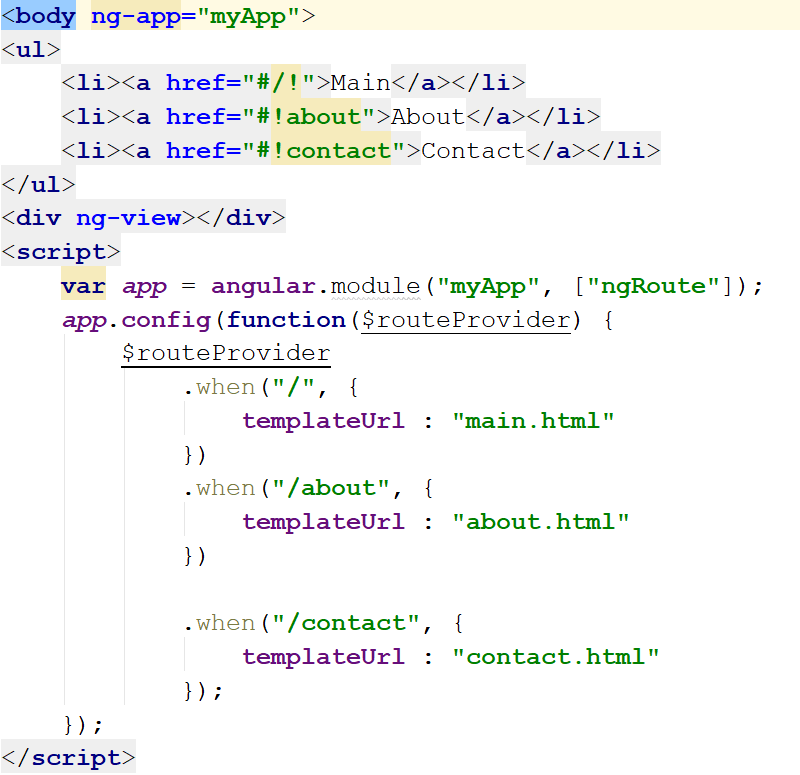 <body ng-app="myApp">
<ul>
    <li><a href="#/!">Main</a></li>
    <li><a href="#!about">About</a></li>
    <li><a href="#!contact">Contact</a></li>
</ul>
<div ng-view></div>
<script>
    var app = angular.module("myApp", ["ngRoute"]);
    app.config(function($routeProvider) {
        $routeProvider
            .when("/", {
                templateUrl : "main.html"
            })
            .when("/about", {
                templateUrl : "about.html"
            })

            .when("/contact", {
                templateUrl : "contact.html"
            });
    });
</script>